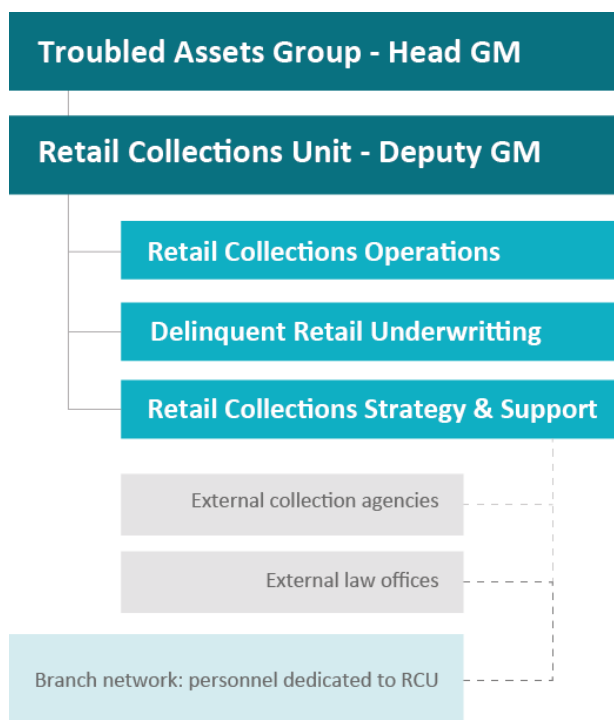 Troubled Assets Group - Head GM
Retail Collections Unit - Deputy GM
Retail Collections Operations
Delinquent Retail Underwritting
Retail Collections Strategy & Support
External collection agencies
External law offices
Branch network: personnel dedicated to RCU